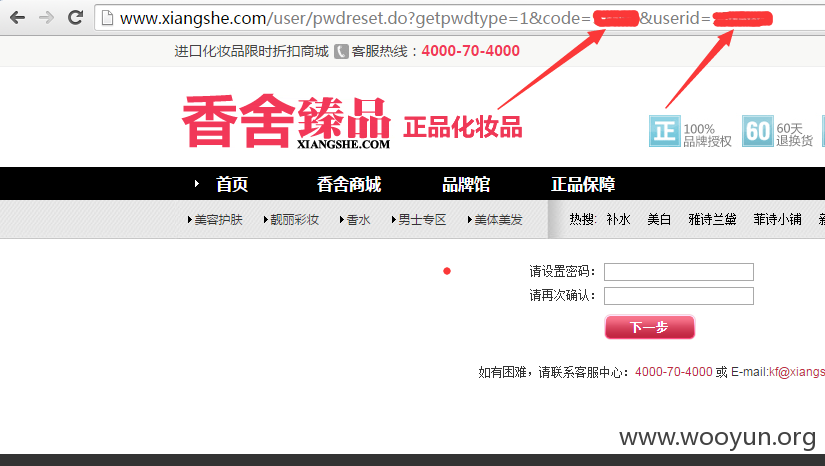 www.xiangshe.com/user/pwdreset.do?getpwdtype=1&code= &userid=
进口化妆品限时折扣商城 客服热线：4000-70-4000
香舍臻品 正品化妆品
XIANGSHE.COM
正 100% 品牌授权
60 60天 退换货
首页 香舍商城 品牌馆 正品保障
美容护肤 靓丽彩妆 香水 男士专区 美体美发 热搜: 补水 美白 雅诗兰黛 菲诗小铺
请设置密码：
请再次确认：
下一步
如有困难，请联系客服中心：4000-70-4000 或 E-mail:kf@xiangs
www.wooyun.org